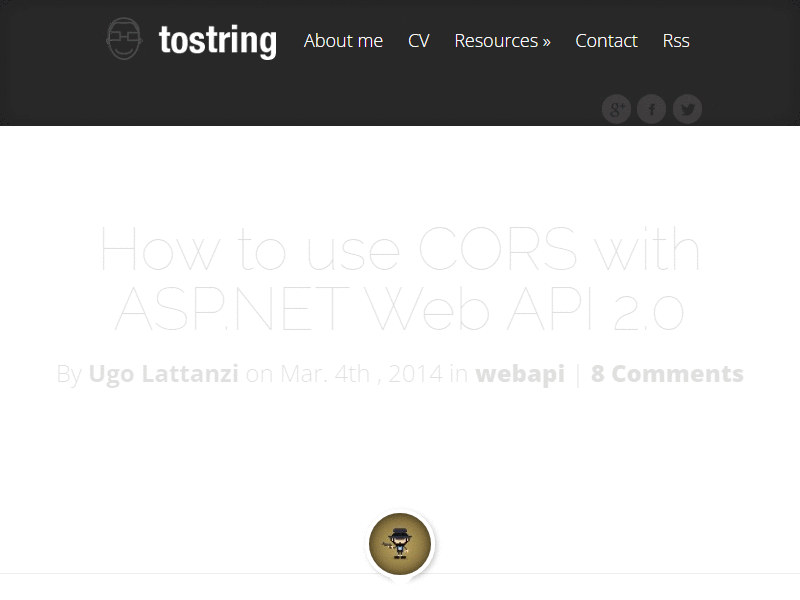 tostring About me CV Resources » Contact Rss
How to use CORS with
ASP.NET Web API 2.0
By Ugo Lattanzi on Mar. 4th , 2014 in webapi | 8 Comments